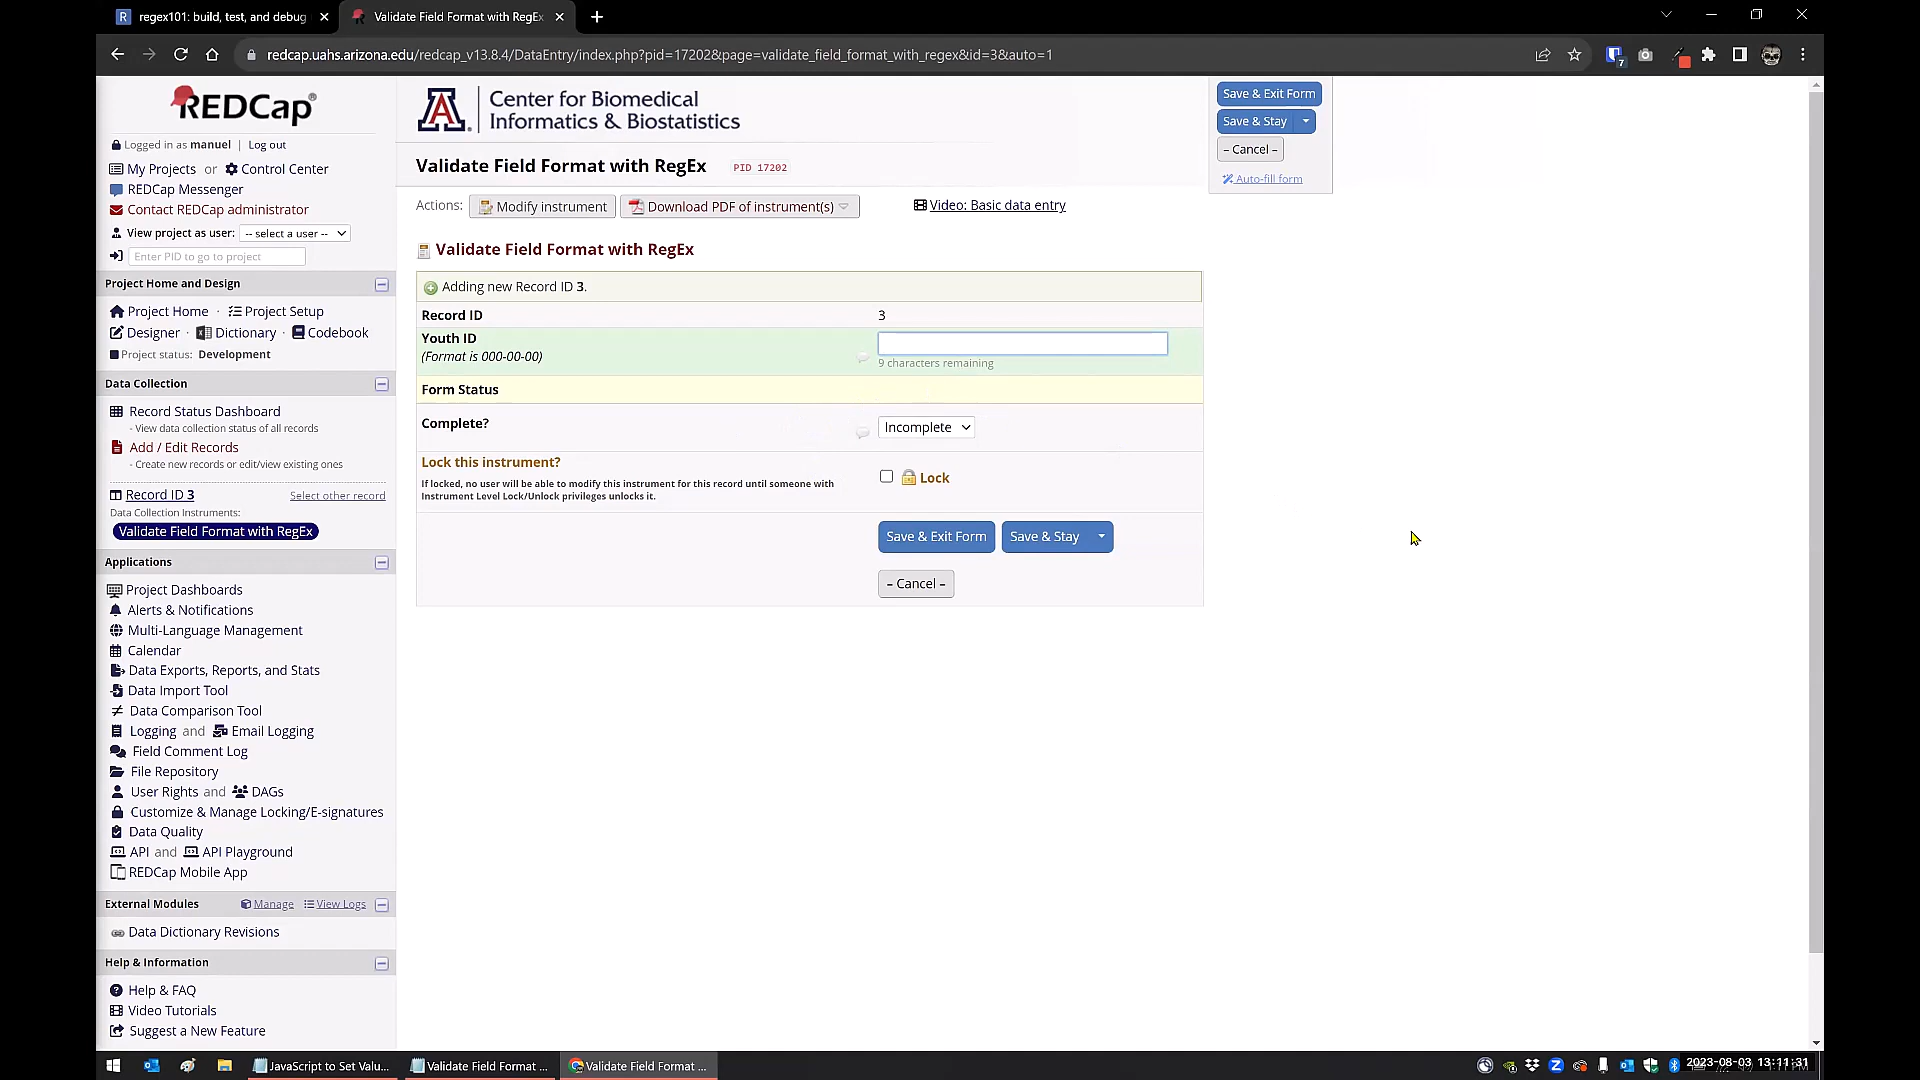 regex101: build, test, and debug
Validate Field Format with RegEx
redcap.uahs.arizona.edu/redcap_v13.8.4/DataEntry/index.php?pid=17202&page=validate_field_format_with_regex&id=3&auto=1
7
REDCap
Logged in as manuel | Log out
My Projects or Control Center
REDCap Messenger
Contact REDCap administrator
View project as user: -- select a user --
Enter PID to go to project
Project Home and Design
Project Home · Project Setup
Designer · Dictionary · Codebook
Project status: Development
Data Collection
Record Status Dashboard
- View data collection status of all records
Add / Edit Records
- Create new records or edit/view existing ones
Record ID 3 Select other record
Data Collection Instruments:
Validate Field Format with RegEx
Applications
Project Dashboards
Alerts & Notifications
Multi-Language Management
Calendar
Data Exports, Reports, and Stats
Data Import Tool
Data Comparison Tool
Logging and Email Logging
Field Comment Log
File Repository
User Rights and DAGs
Customize & Manage Locking/E-signatures
Data Quality
API and API Playground
REDCap Mobile App
External Modules Manage View Logs
Data Dictionary Revisions
Help & Information
Help & FAQ
Video Tutorials
Suggest a New Feature
A
Center for Biomedical
Informatics & Biostatistics
Validate Field Format with RegEx PID 17202
Actions: Modify instrument Download PDF of instrument(s) Video: Basic data entry
Validate Field Format with RegEx
Adding new Record ID 3.
Record ID 3
Youth ID
(Format is 000-00-00)
9 characters remaining
Form Status
Complete? Incomplete
Lock this instrument?
If locked, no user will be able to modify this instrument for this record until someone with
Instrument Level Lock/Unlock privileges unlocks it.
Lock
Save & Exit Form Save & Stay
– Cancel –
Save & Exit Form
Save & Stay
– Cancel –
Auto-fill form
JavaScript to Set Valu...
Validate Field Format ...
Validate Field Format ...
2023-08-03 13:11:31